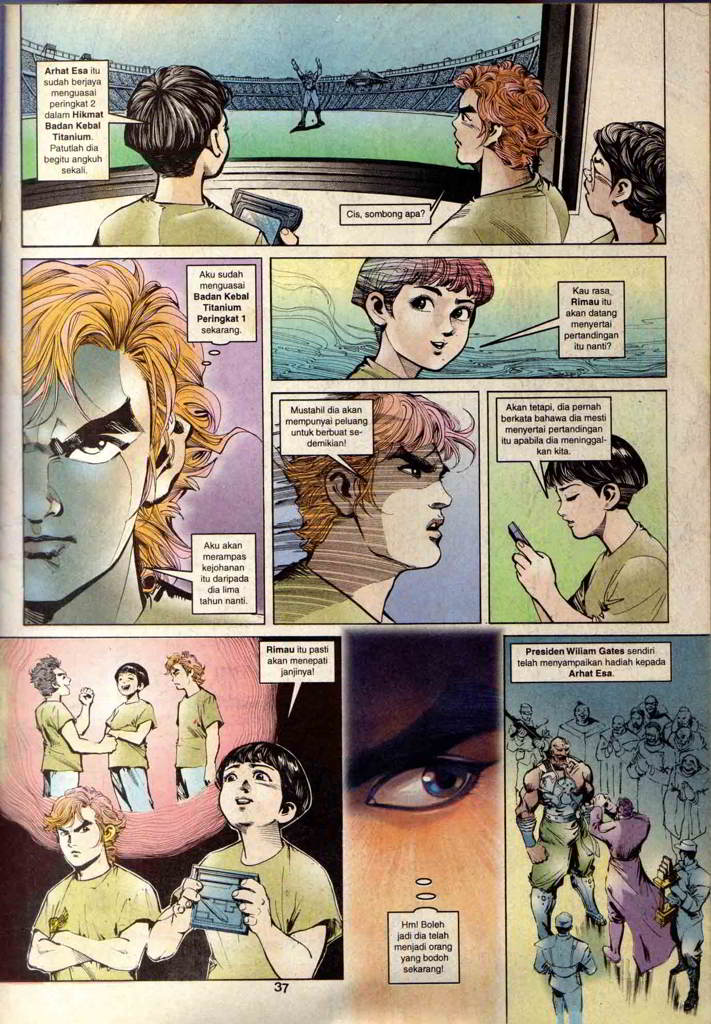 Arhat Esa itu
sudah berjaya
menguasai
peringkat 2
dalam Hikmat
Badan Kebal
Titanium.
Patutlah dia
begitu angkuh
sekali.
Cis, sombong apa?
Aku sudah
menguasai
Badan Kebal
Titanium
Peringkat 1
sekarang.
Aku akan
merampas
kejohanan
itu daripada
dia lima
tahun nanti.
Kau rasa,
Rimau itu
akan datang
menyertai
pertandingan
itu nanti?
Mustahil dia akan
mempunyai peluang
untuk berbuat se-
demikian!
Akan tetapi, dia pernah
berkata bahawa dia mesti
menyertai pertandingan
itu apabila dia meninggal-
kan kita.
Rimau itu pasti
akan menepati
janjinya!
Hm! Boleh
jadi dia telah
menjadi orang
yang bodoh
sekarang!
Presiden Wiliam Gates sendiri
telah menyampaikan hadiah kepada
Arhat Esa.
37